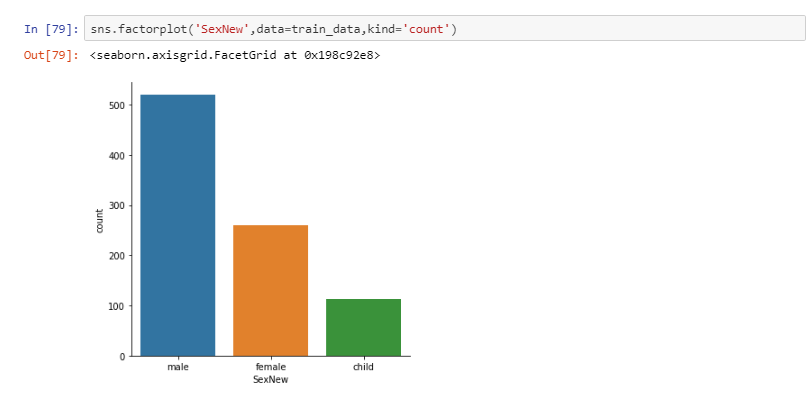 In [79]: sns.factorplot('SexNew',data=train_data,kind='count')
Out[79]: <seaborn.axisgrid.FacetGrid at 0x198c92e8>
500
400
300
200
100
0
count
male female child
SexNew